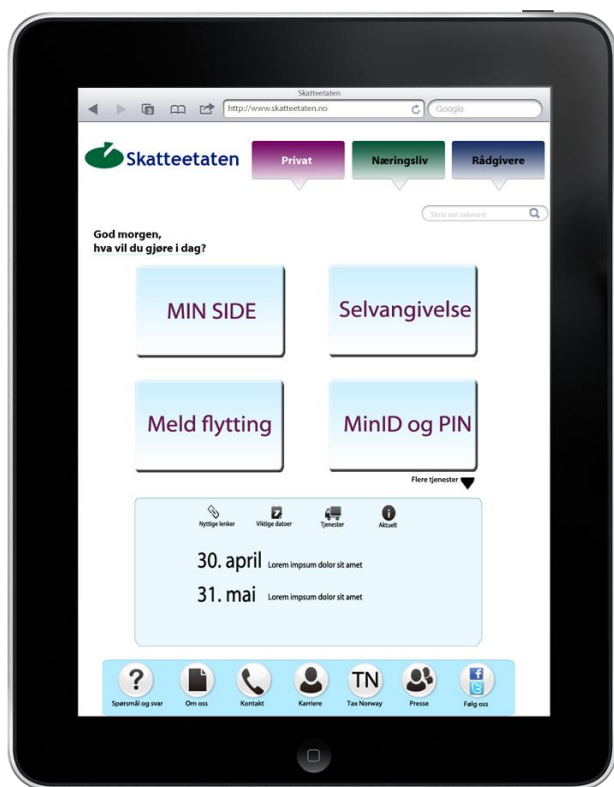 Skatteetaten
http://www.skatteetaten.no
Google
Skatteetaten
Privat
Næringsliv
Rådgivere
God morgen,
hva vil du gjøre i dag?
MIN SIDE
Selvangivelse
Meld flytting
MinID og PIN
Flere tjenester
Nyttige lenker
Viktige datoer
Tjenester
Aktuelt
30. april Lorem impsum dolor sit amet
31. mai Lorem impsum dolor sit amet
TN
Spørsmål og svar
Om oss
Kontakt
Karriere
Tax Norway
Presse
Følg oss